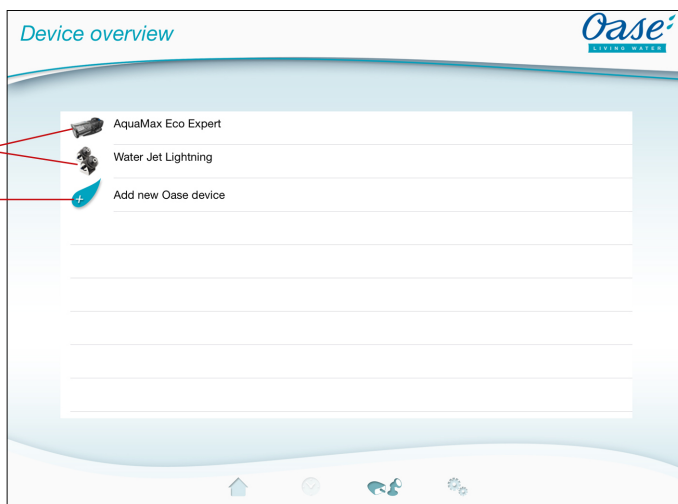 Device overview
Oase
LIVING WATER
AquaMax Eco Expert
Water Jet Lightning
+
Add new Oase device